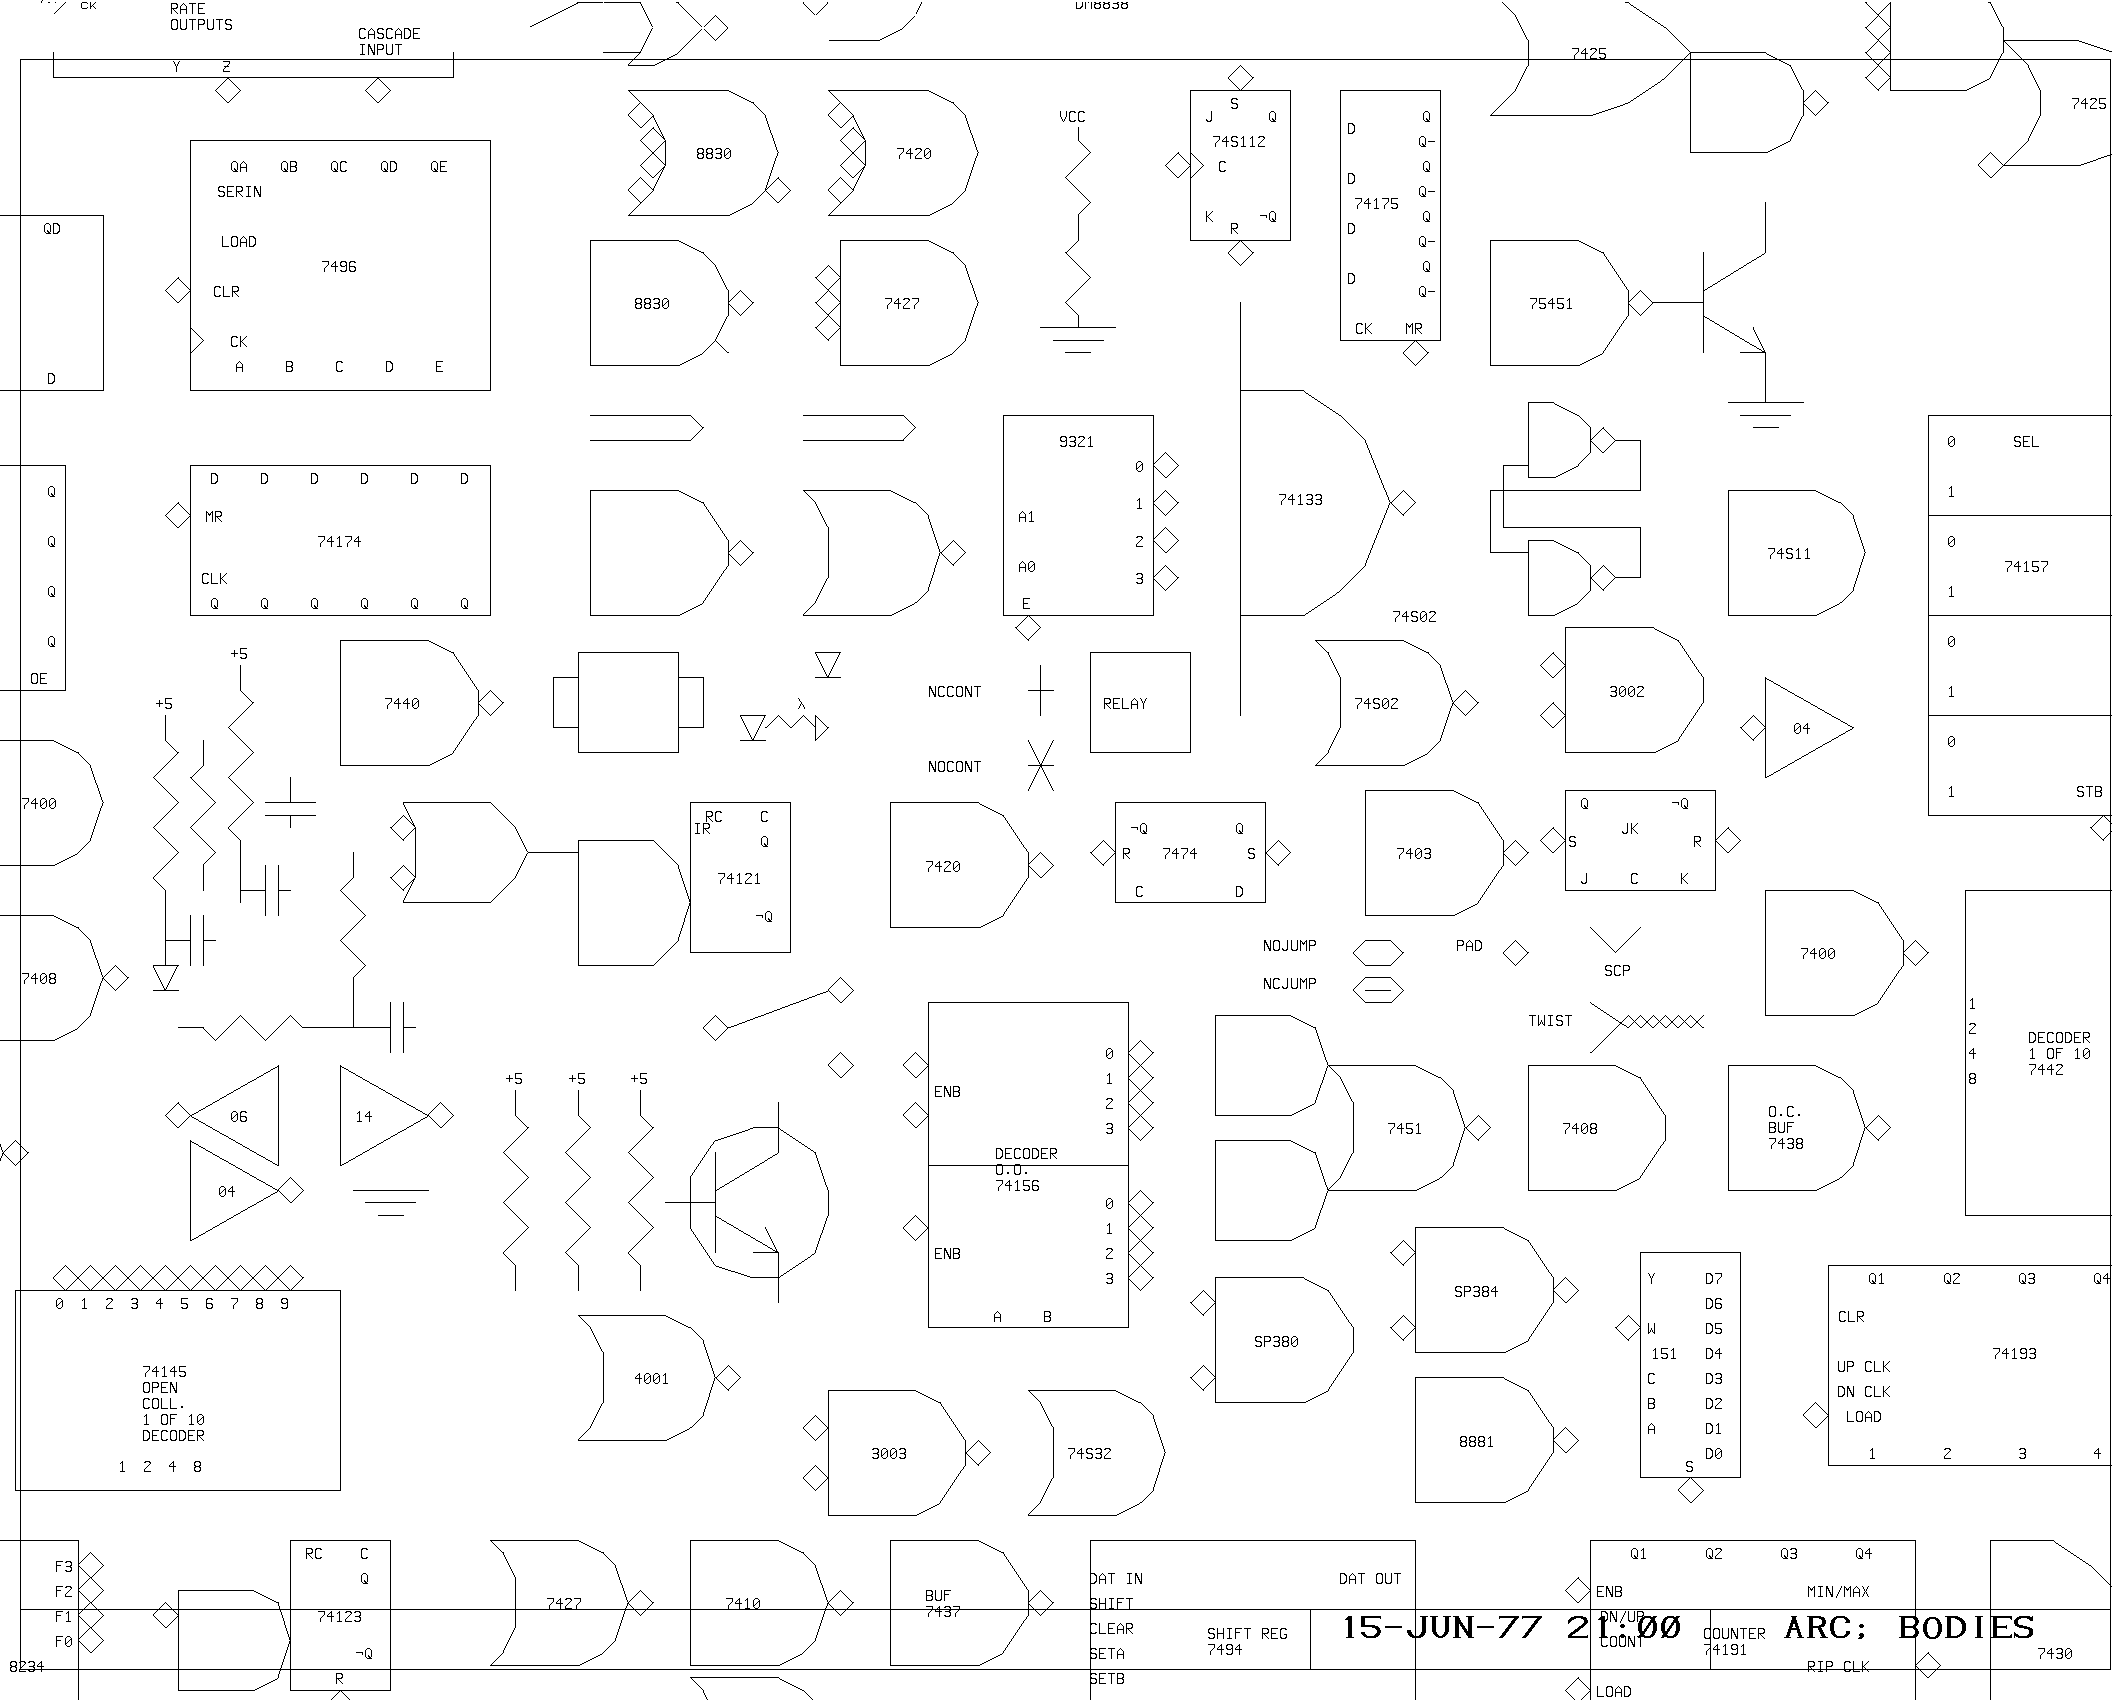 CK
RATE
OUTPUTS
CASCADE
INPUT
Y Z
DM8838
7425
7425
QA QB QC QD QE
SERIN
LOAD
7496
CLR
CK
A B C D E
QD
D
8830
7420
VCC
S
J Q
74S112
C
K ¬Q
R
D Q
Q-
Q
D Q-
74175
D Q
Q-
Q
D Q-
CK MR
8830
7427
75451
9321
0
1
A1
2
A0
3
E
74133
74S11
0 SEL
1
0
74157
1
0
1
0
1 STB
Q
Q
Q
Q
OE
D D D D D D
MR
74174
CLK
Q Q Q Q Q Q
74S02
74S02
3002
04
+5
+5
7440
λ
NCCONT
NOCONT
RELAY
7400
RC C
IR
Q
74121
¬Q
7420
¬Q Q
R 7474 S
C D
7403
Q ¬Q
JK
S R
J C K
7408
NOJUMP
NCJUMP
PAD
SCP
TWIST
7400
1
2
4
8
DECODER
1 OF 10
7442
06
14
04
+5 +5 +5
0
ENB
1
2
3
DECODER
O.O.
74156
0
1
ENB
2
3
A B
7451
7408
O.C.
BUF
7438
0 1 2 3 4 5 6 7 8 9
74145
OPEN
COLL.
1 OF 10
DECODER
1 2 4 8
4001
3003
74S32
SP380
SP384
8881
Y D7
D6
W D5
151 D4
C D3
B D2
A D1
D0
S
Q1 Q2 Q3 Q4
CLR
74193
UP CLK
DN CLK
LOAD
1 2 3 4
F3
F2
F1
F0
8234
RC C
Q
74123
¬Q
R
7427
7410
BUF
7437
DAT IN DAT OUT
SHIFT
CLEAR
SETA
SETB
SHIFT REG
7494
15-JUN-77 21:00
Q1 Q2 Q3 Q4
ENB MIN/MAX
DN/UP
COUNT
COUNTER
74191
RIP CLK
LOAD
ARC; BODIES
7430